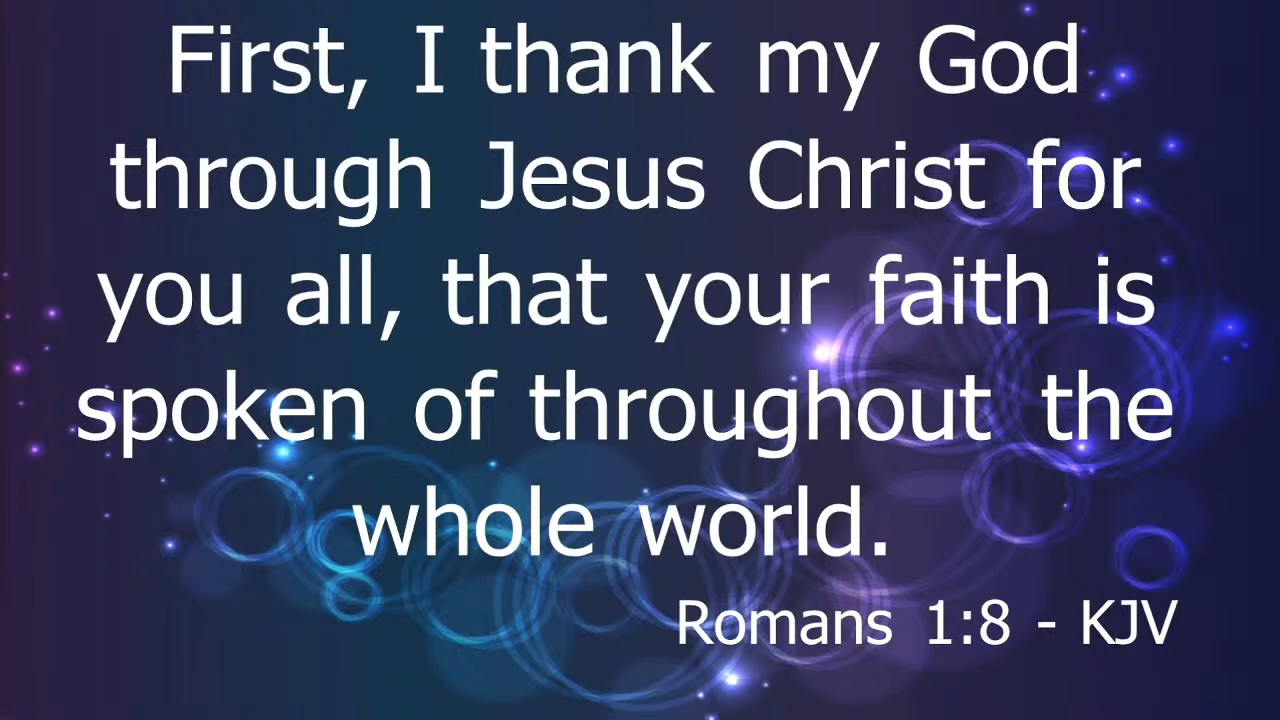 First, I thank my God
through Jesus Christ for
you all, that your faith is
spoken of throughout the
whole world.
Romans 1:8 - KJV